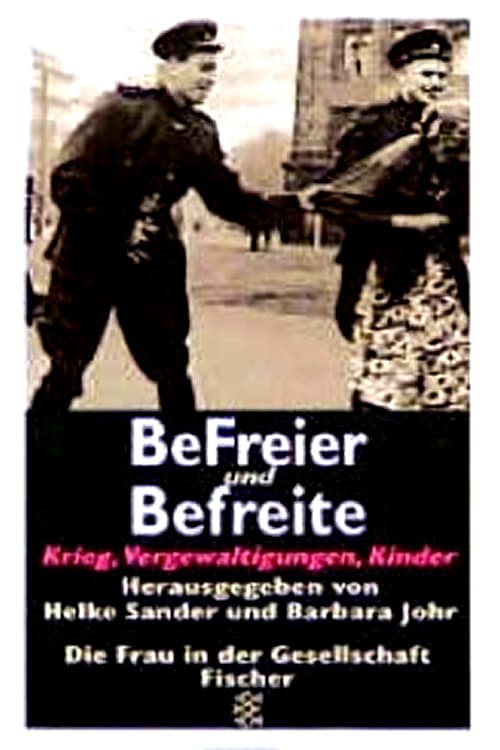 BeFreier
und
Befreite
Krieg, Vergewaltigungen, Kinder
Herausgegeben von
Helke Sander und Barbara Johr
Die Frau in der Gesellschaft
Fischer